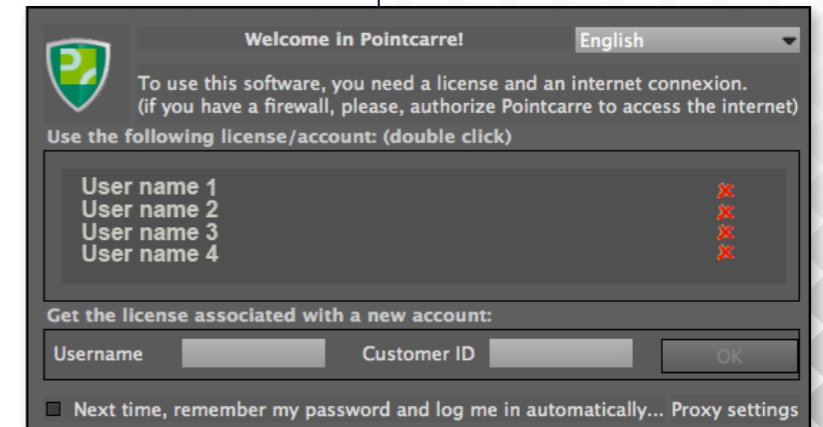 Welcome in Pointcarre!
English
To use this software, you need a license and an internet connexion.
(if you have a firewall, please, authorize Pointcarre to access the internet)
Use the following license/account: (double click)
User name 1
User name 2
User name 3
User name 4
Get the license associated with a new account:
Username Customer ID OK
Next time, remember my password and log me in automatically... Proxy settings